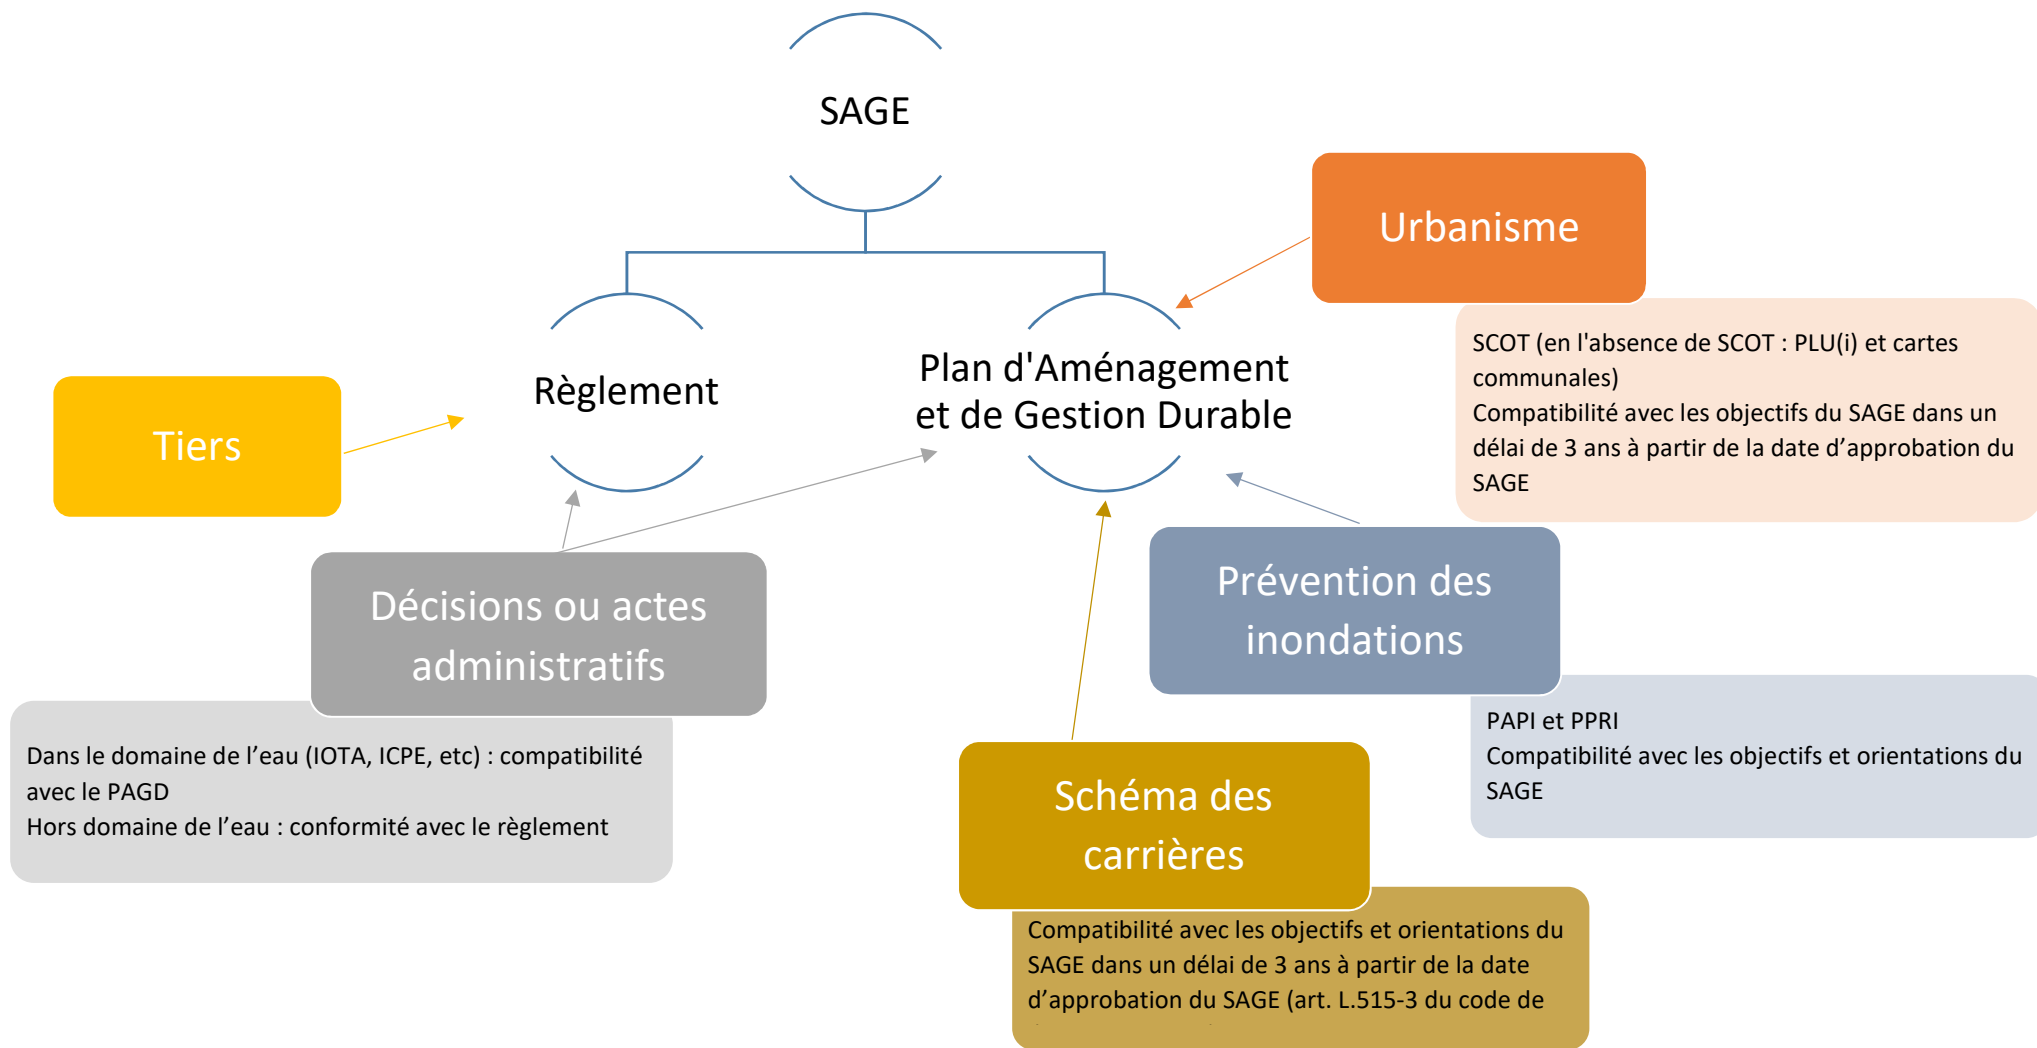 SAGE
Urbanisme
SCOT (en l'absence de SCOT : PLU(i) et cartes
communales)
Compatibilité avec les objectifs du SAGE dans un
délai de 3 ans à partir de la date d’approbation du
SAGE
Règlement
Plan d'Aménagement
et de Gestion Durable
Tiers
Décisions ou actes
administratifs
Dans le domaine de l’eau (IOTA, ICPE, etc) : compatibilité
avec le PAGD
Hors domaine de l’eau : conformité avec le règlement
Prévention des
inondations
PAPI et PPRI
Compatibilité avec les objectifs et orientations du
SAGE
Schéma des
carrières
Compatibilité avec les objectifs et orientations du
SAGE dans un délai de 3 ans à partir de la date
d’approbation du SAGE (art. L.515-3 du code de